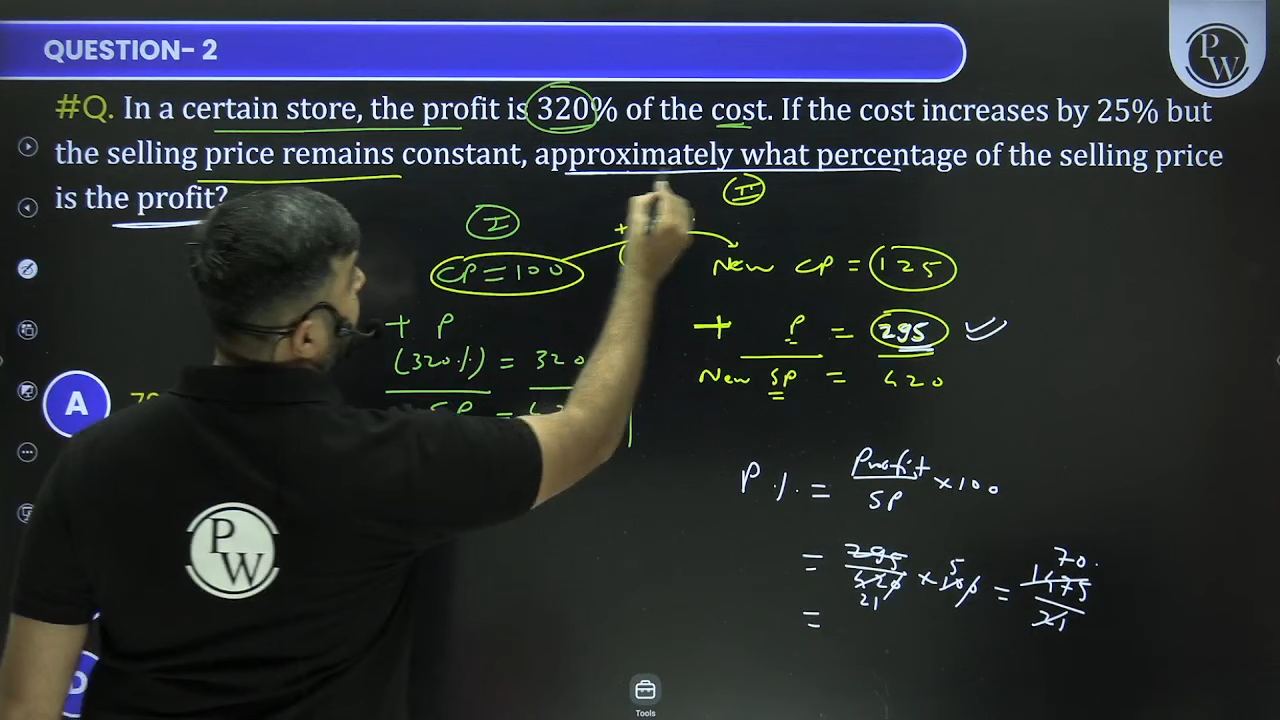 QUESTION- 2
PW
#Q. In a certain store, the profit is 320% of the cost. If the cost increases by 25% but
the selling price remains constant, approximately what percentage of the selling price
is the profit?
I
II
CP = 100
New CP = 125
+ P
(320%) = 320
SP =
+ P = 295
New SP = 420
A
P% = Profit/SP × 100
= 295/420 × 100 = 1475/21
21 5 70
=
PW
D
Tools